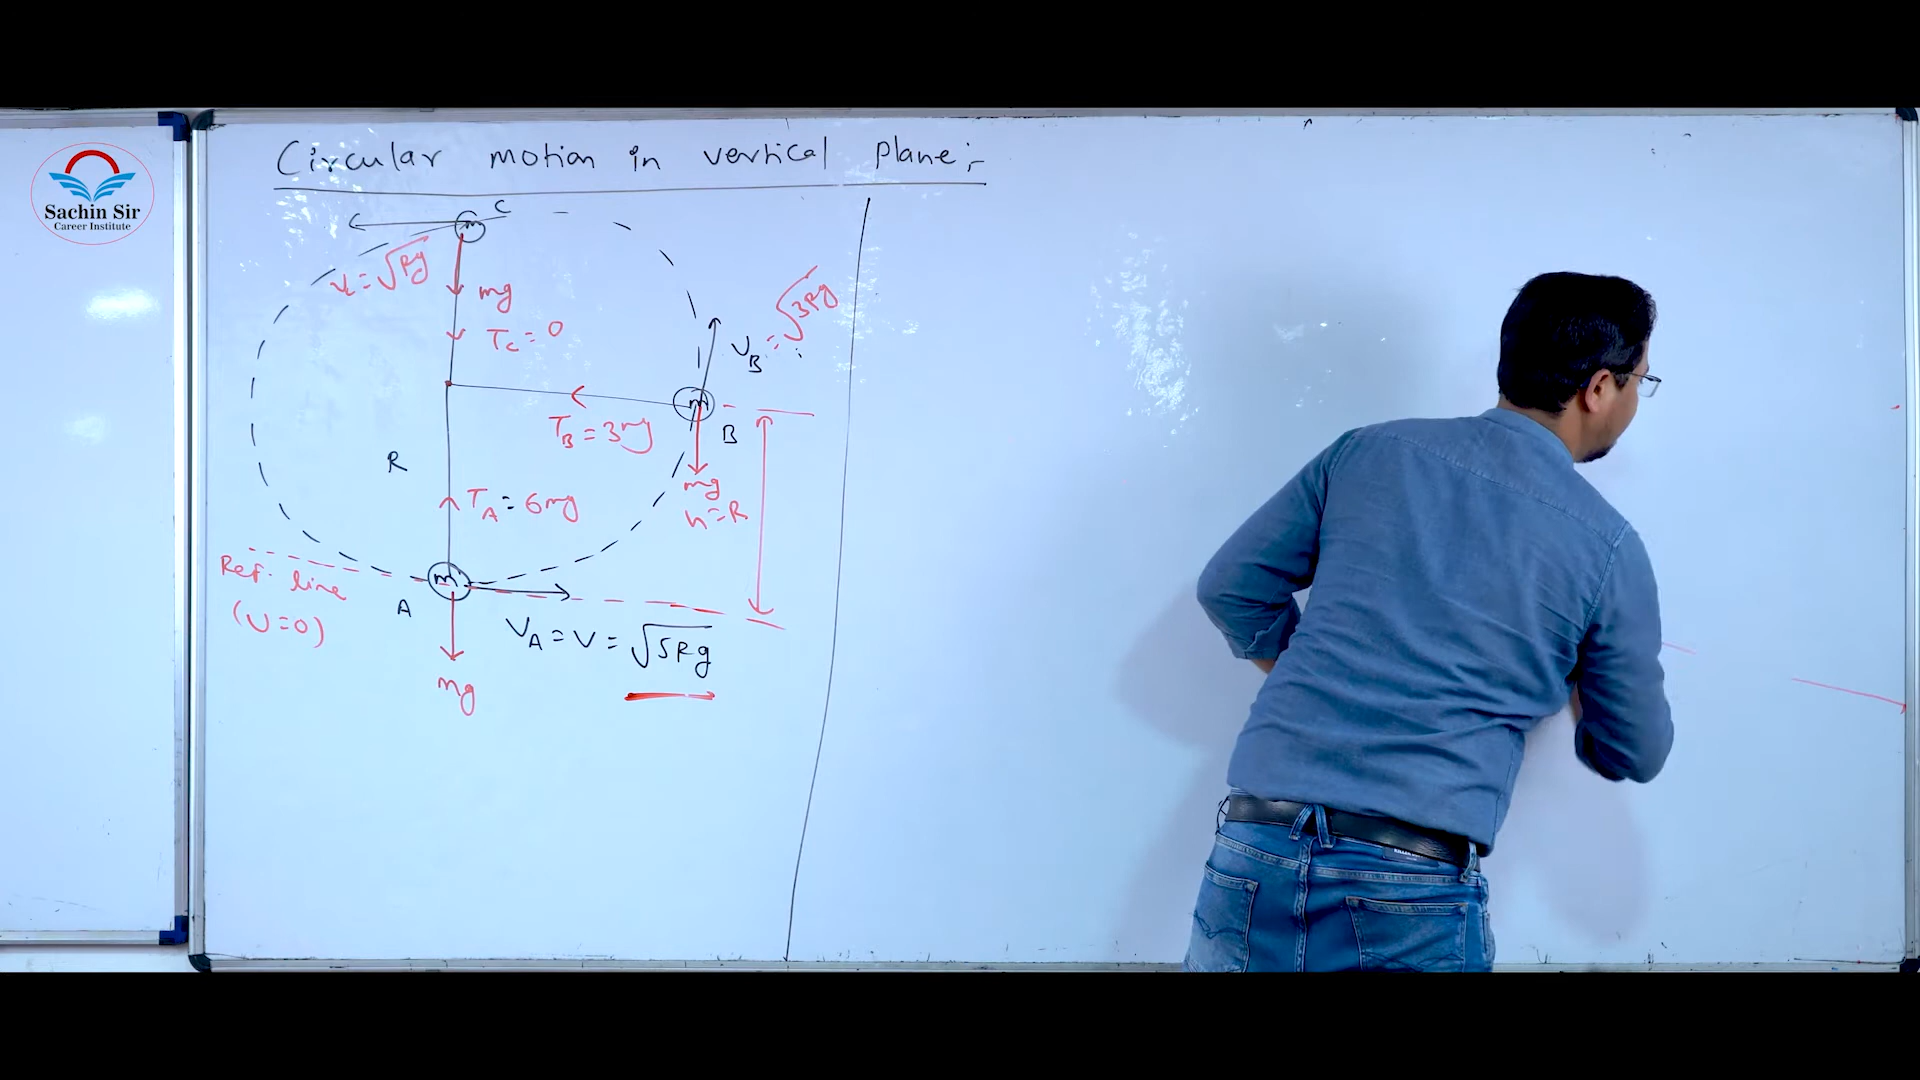 Sachin Sir
Career Institute
Circular motion in vertical plane :-
C
m
Vc = √Rg
mg
Tc = 0
VB = √3Rg
m
B
TB = 3mg
mg
h = R
R
TA = 6mg
Ref. line
(U = 0)
m
A
VA = V = √5Rg
mg